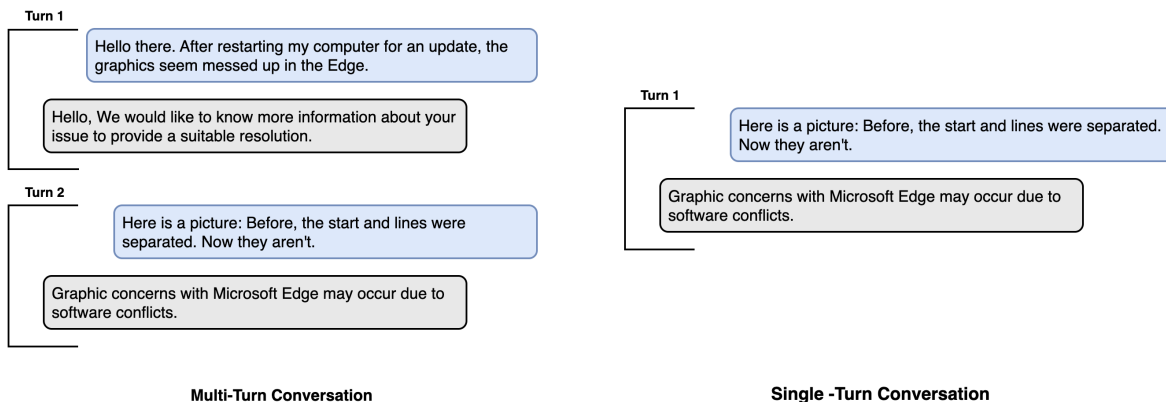 Turn 1
Hello there. After restarting my computer for an update, the
graphics seem messed up in the Edge.
Hello, We would like to know more information about your
issue to provide a suitable resolution.
Turn 2
Here is a picture: Before, the start and lines were
separated. Now they aren't.
Graphic concerns with Microsoft Edge may occur due to
software conflicts.
Multi-Turn Conversation
Turn 1
Here is a picture: Before, the start and lines were separated.
Now they aren't.
Graphic concerns with Microsoft Edge may occur due to
software conflicts.
Single -Turn Conversation